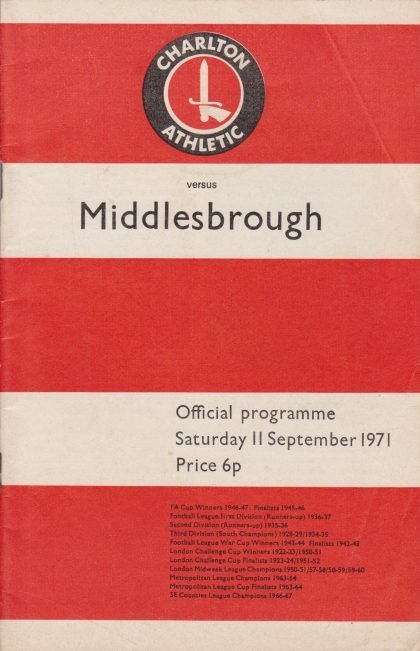 CHARLTON
ATHLETIC
versus
Middlesbrough
Official programme
Saturday 11 September 1971
Price 6p
FA Cup Winners 1946-47 Finalists 1945-46
Football League First Division (Runners-up) 1936-37
Second Division (Runners-up) 1935-36
Third Division (South Champions) 1928-29/1934-35
Football League War Cup Winners 1943-44 Finalists 1942-43
London Challenge Cup Winners 1922-23/1950-51
London Challenge Cup Finalists 1923-24/1951-52
London Midweek League Champions 1950-51/57-58/58-59/59-60
Metropolitan League Champions 1963-64
Metropolitan League Cup Finalists 1963-64
SE Counties League Champions 1966-67